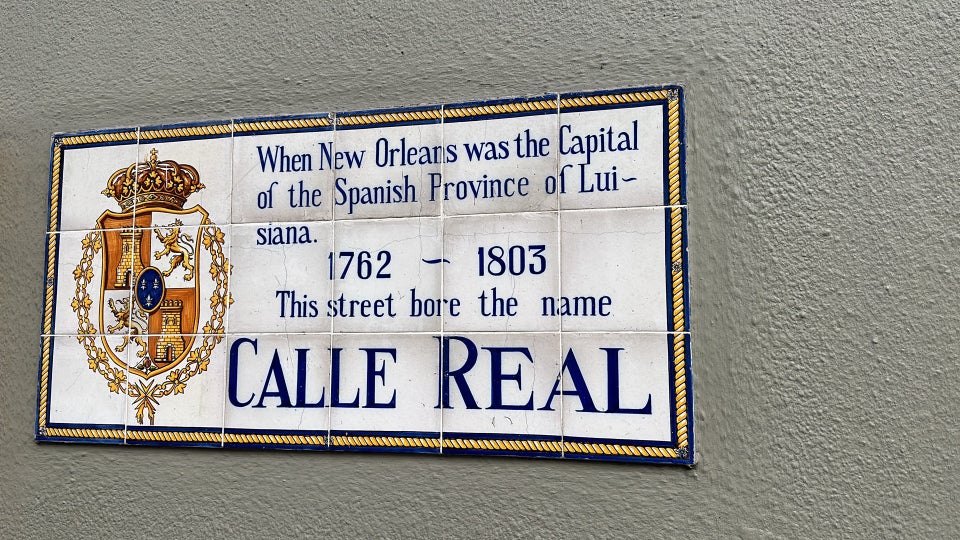 When New Orleans was the Capital
of the Spanish Province of Lui~
siana.
1762 ~ 1803
This street bore the name
CALLE REAL